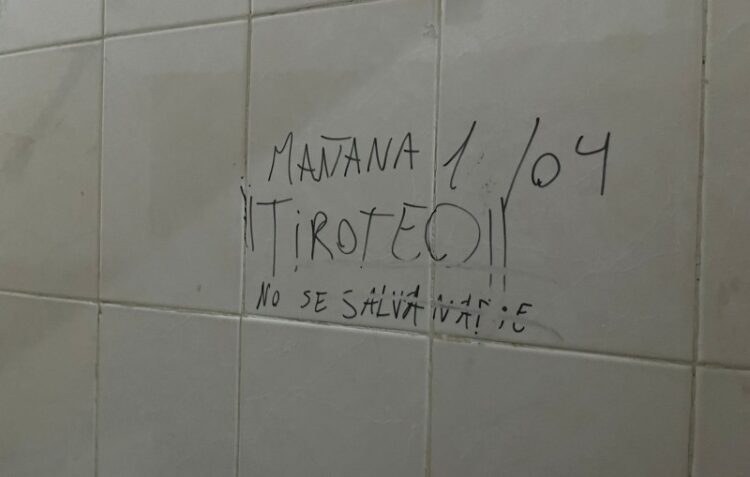 MAÑANA 1/04
¡¡TIROTEO!!
NO SE SALVA NADIE